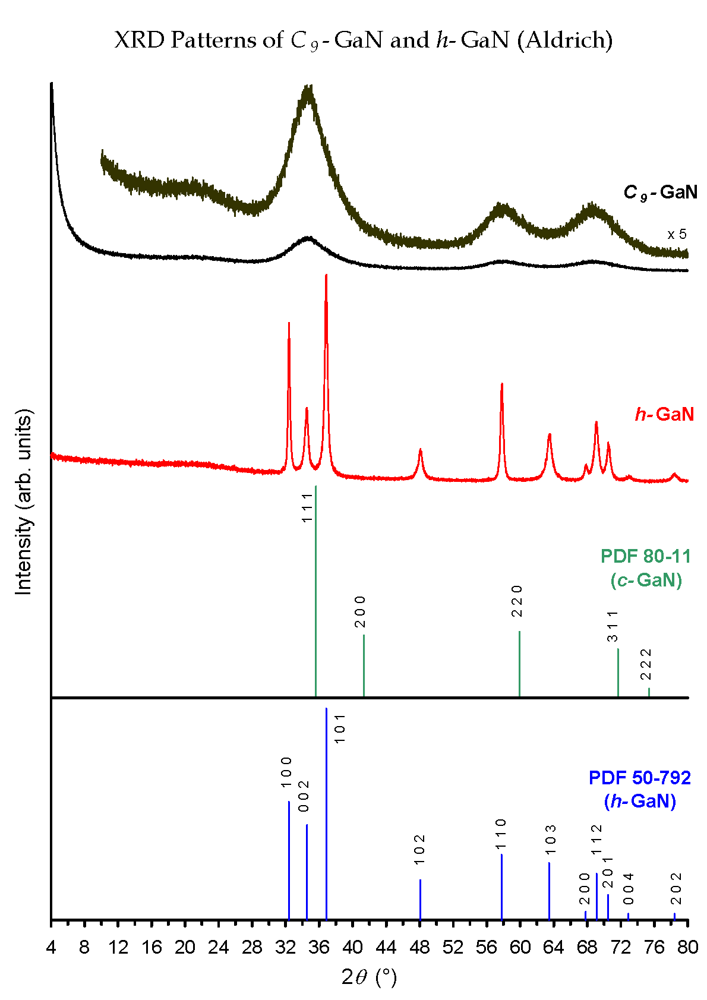 XRD Patterns of C9-GaN and h-GaN (Aldrich)
C9-GaN
x 5
h-GaN
Intensity (arb. units)
1 1 1
PDF 80-11
(c-GaN)
2 0 0
2 2 0
3 1 1
2 2 2
1 0 1
1 0 0
0 0 2
PDF 50-792
(h-GaN)
1 0 2
1 1 0
1 0 3
2 0 0
1 1 2
2 0 1
0 0 4
2 0 2
4 8 12 16 20 24 28 32 36 40 44 48 52 56 60 64 68 72 76 80
2θ (°)